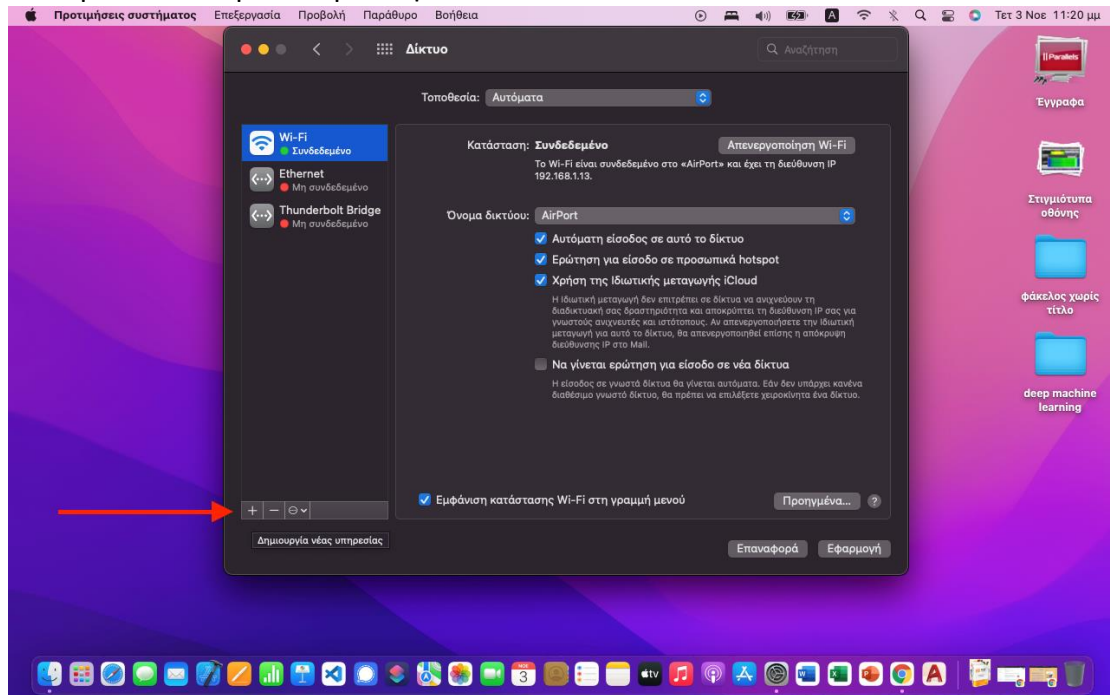 Προτιμήσεις συστήματος Επεξεργασία Προβολή Παράθυρο Βοήθεια
A Τετ 3 Νοε 11:20 μμ
Δίκτυο
Αναζήτηση
Τοποθεσία: Αυτόματα
Wi-Fi
Συνδεδεμένο
Ethernet
Μη συνδεδεμένο
Thunderbolt Bridge
Μη συνδεδεμένο
Κατάσταση: Συνδεδεμένο
Απενεργοποίηση Wi-Fi
Το Wi-Fi είναι συνδεδεμένο στο «AirPort» και έχει τη διεύθυνση IP
192.168.1.13.
Όνομα δικτύου: AirPort
Αυτόματη είσοδος σε αυτό το δίκτυο
Ερώτηση για είσοδο σε προσωπικά hotspot
Χρήση της Ιδιωτικής μεταγωγής iCloud
Η Ιδιωτική μεταγωγή δεν επιτρέπει σε δίκτυα να ανιχνεύουν τη
διαδικτυακή σας δραστηριότητα και αποκρύπτει τη διεύθυνση IP σας για
γνωστούς ανιχνευτές και ιστότοπους. Αν απενεργοποιήσετε την Ιδιωτική
μεταγωγή για αυτό το δίκτυο, θα απενεργοποιηθεί επίσης η απόκρυψη
διεύθυνσης IP στο Mail.
Να γίνεται ερώτηση για είσοδο σε νέα δίκτυα
Η είσοδος σε γνωστά δίκτυα θα γίνεται αυτόματα. Εάν δεν υπάρχει κανένα
διαθέσιμο γνωστό δίκτυο, θα πρέπει να επιλέξετε χειροκίνητα ένα δίκτυο.
Εμφάνιση κατάστασης Wi-Fi στη γραμμή μενού
Προηγμένα... ?
Δημιουργία νέας υπηρεσίας
Επαναφορά Εφαρμογή
Parallels
Έγγραφα
Στιγμιότυπα
οθόνης
φάκελος χωρίς
τίτλο
deep machine
learning
ΝΟΕ
3
tv